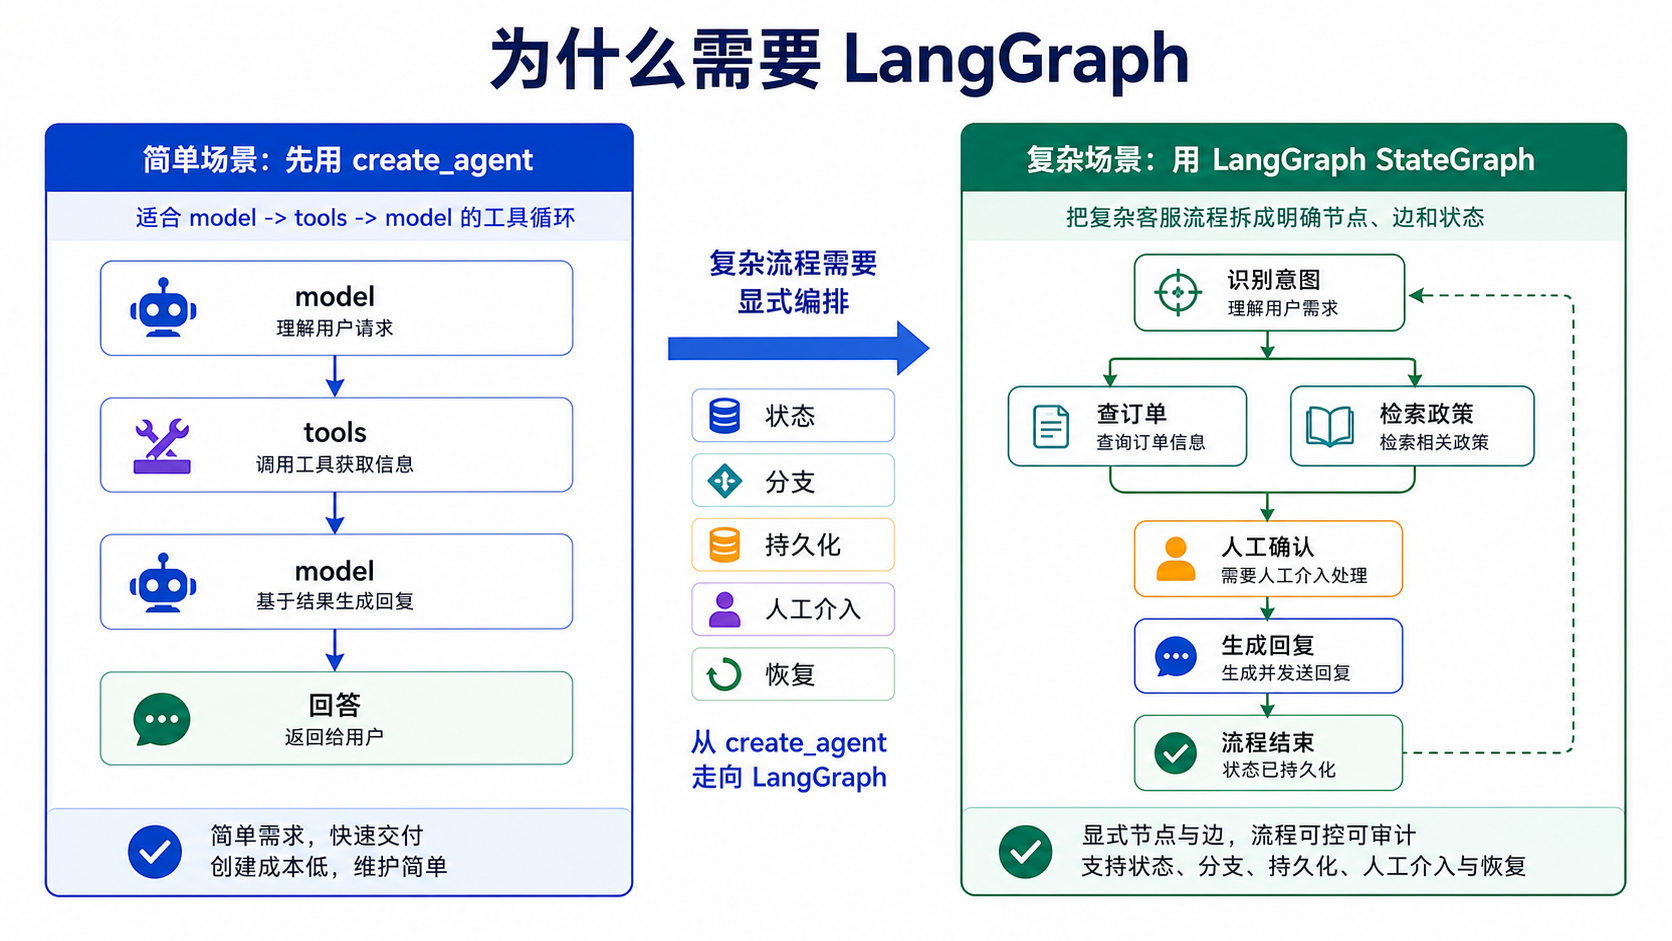 为什么需要 LangGraph
简单场景：先用 create_agent
适合 model -> tools -> model 的工具循环
model
理解用户请求
tools
调用工具获取信息
model
基于结果生成回复
回答
返回给用户
简单需求，快速交付
创建成本低，维护简单
复杂流程需要
显式编排
状态
分支
持久化
人工介入
恢复
从 create_agent
走向 LangGraph
复杂场景：用 LangGraph StateGraph
把复杂客服流程拆成明确节点、边和状态
识别意图
理解用户需求
查订单
查询订单信息
检索政策
检索相关政策
人工确认
需要人工介入处理
生成回复
生成并发送回复
流程结束
状态已持久化
显式节点与边，流程可控可审计
支持状态、分支、持久化、人工介入与恢复